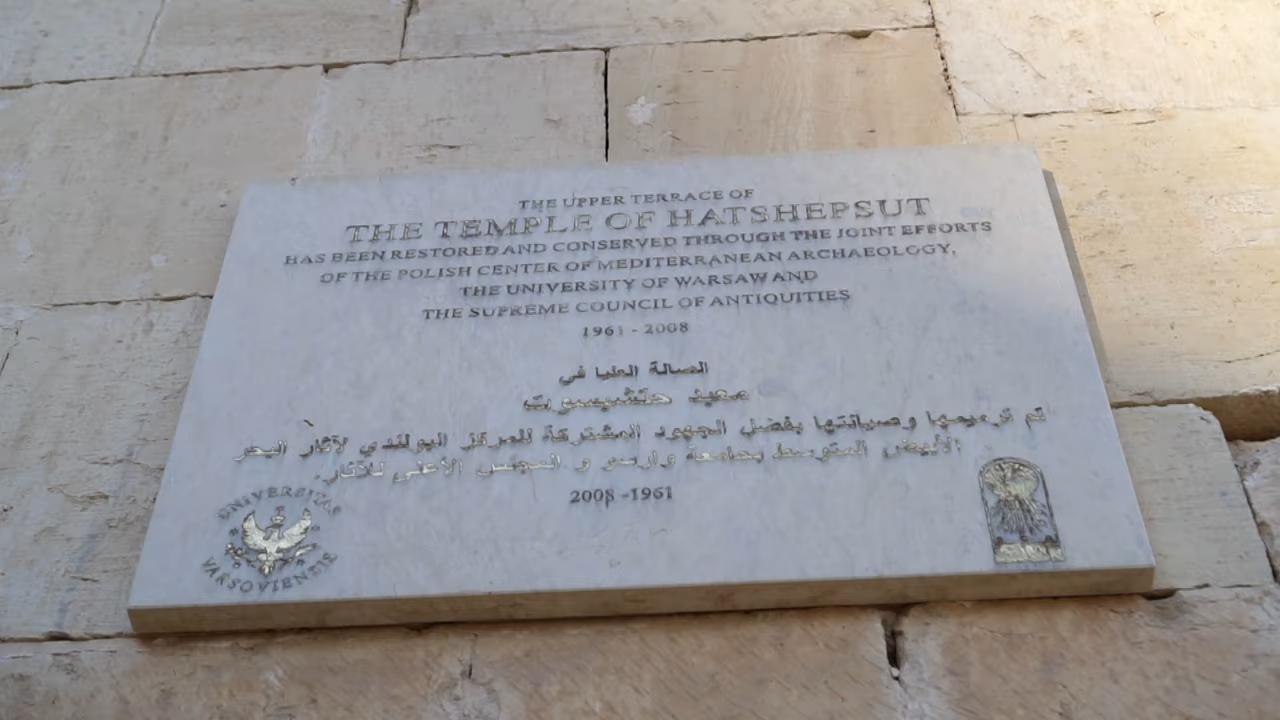 THE UPPER TERRACE OF
THE TEMPLE OF HATSHEPSUT
HAS BEEN RESTORED AND CONSERVED THROUGH THE JOINT EFFORTS
OF THE POLISH CENTER OF MEDITERRANEAN ARCHAEOLOGY,
THE UNIVERSITY OF WARSAW AND
THE SUPREME COUNCIL OF ANTIQUITIES
1961 - 2008
الصالة العليا في
معبد حتشبسوت
تم ترميمها وصيانتها بفضل الجهود المشتركة للمركز البولندي لآثار البحر
الأبيض المتوسط بجامعة وارسو و المجلس الأعلى للآثار.
2008 -1961
UNIVERSITAS
VARSOVIENSIS